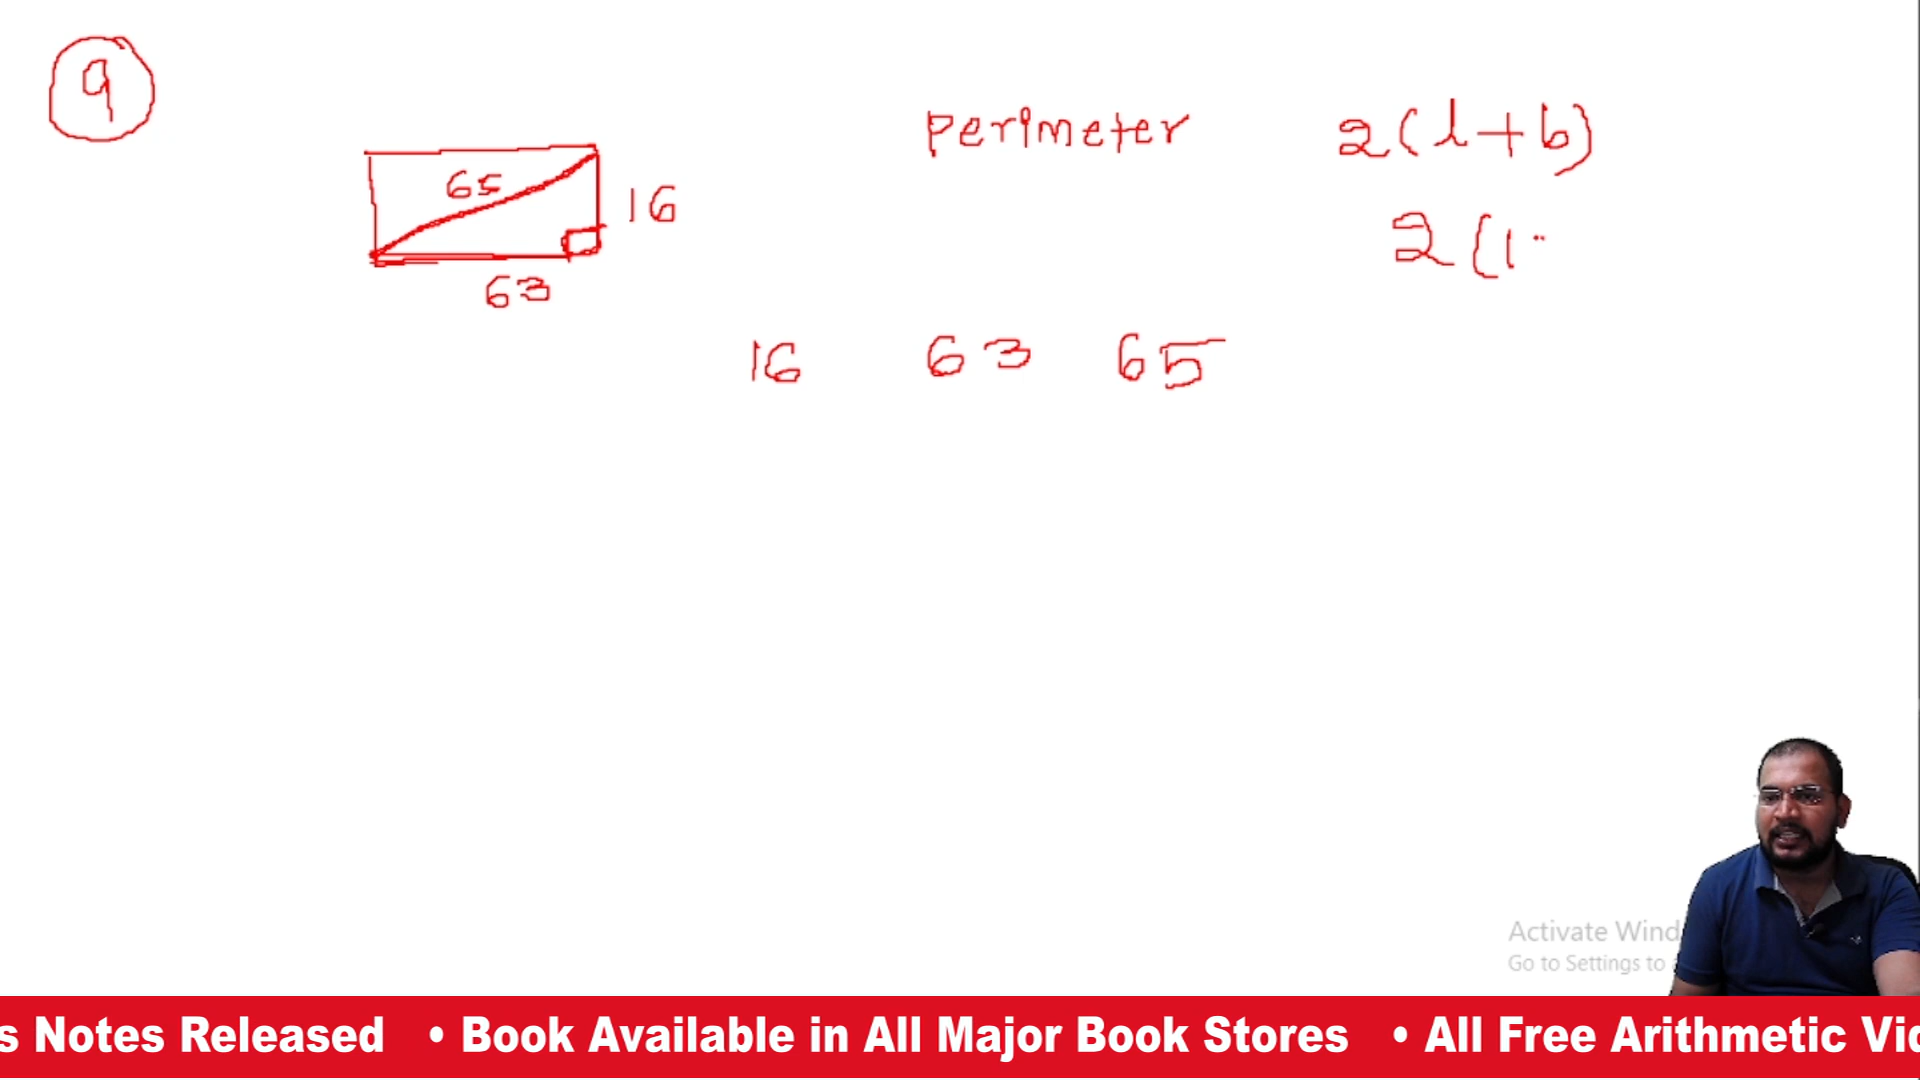 9
perimeter 2(l+b)
65
16
2(1
63
16 63 65
Activate Wind
Go to Settings to
s Notes Released • Book Available in All Major Book Stores • All Free Arithmetic Vid